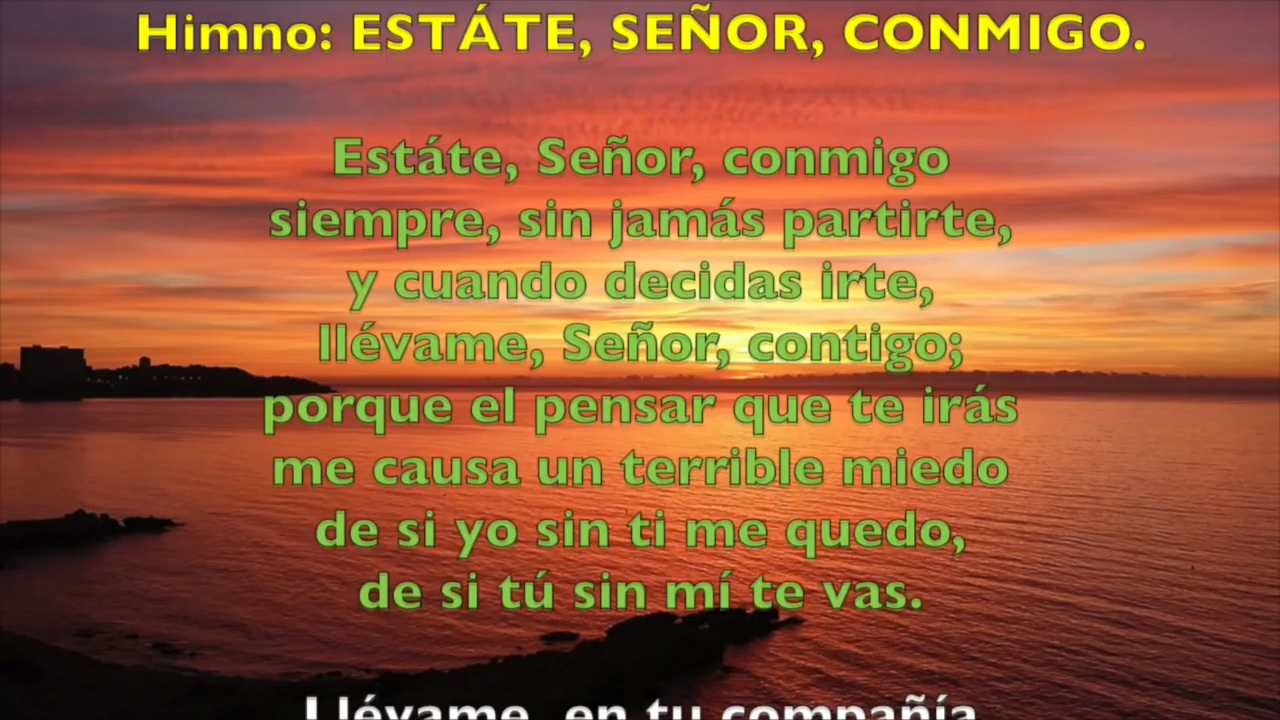 Himno: ESTÁTE, SEÑOR, CONMIGO.
Estáte, Señor, conmigo
siempre, sin jamás partirte,
y cuando decidas irte,
llévame, Señor, contigo;
porque el pensar que te irás
me causa un terrible miedo
de si yo sin ti me quedo,
de si tú sin mí te vas.
Llévame, en tu compañía